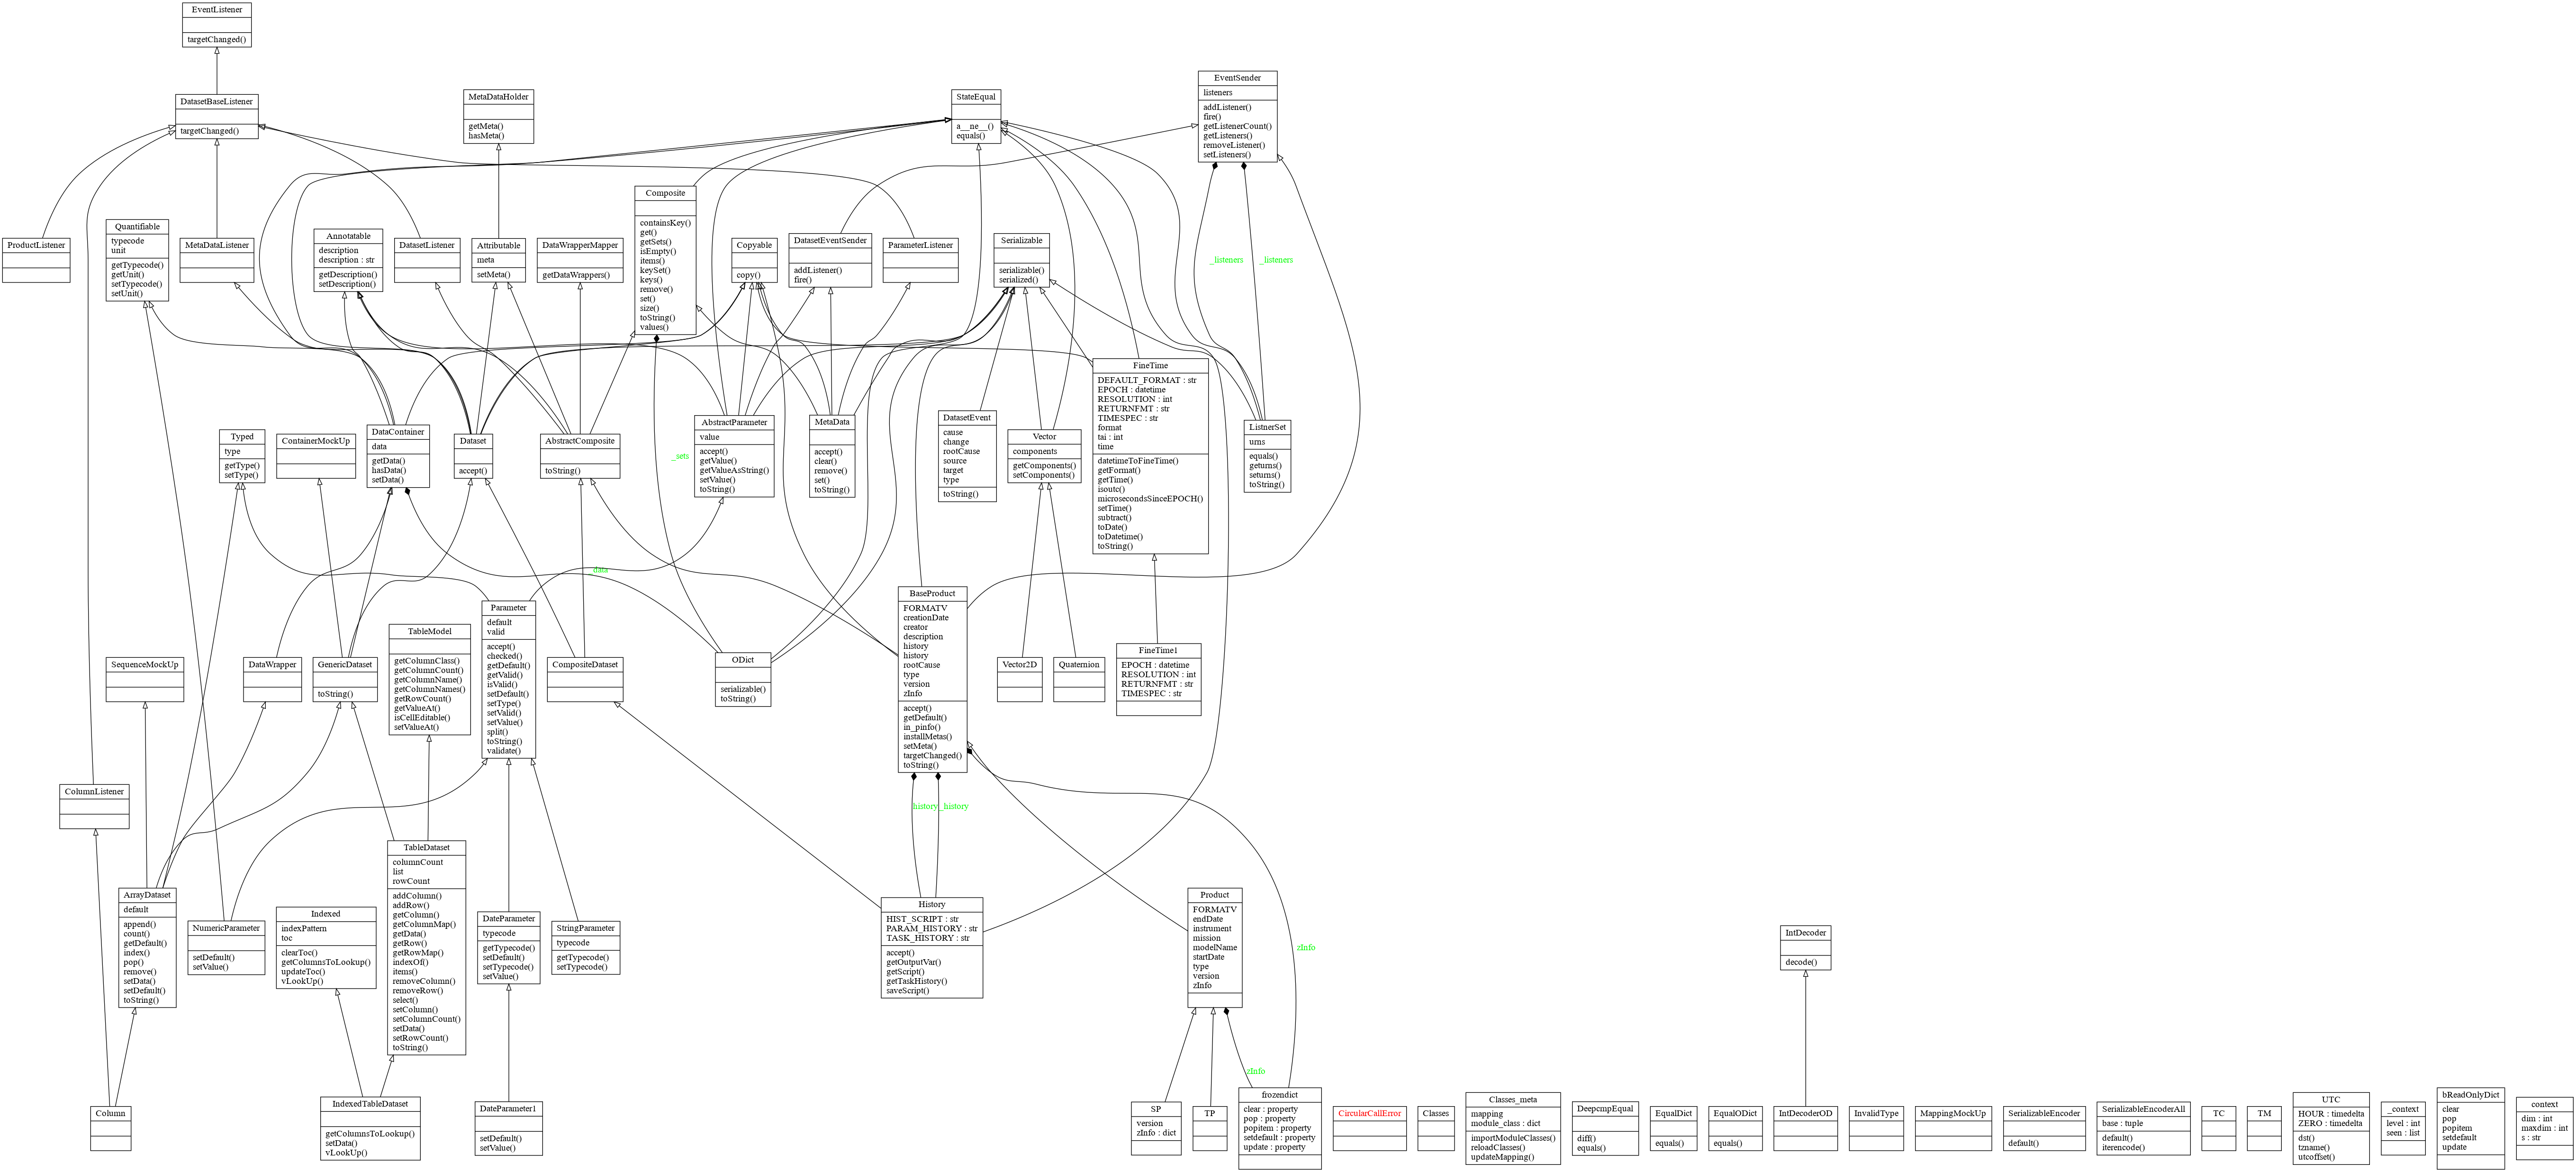 EventListener
targetChanged()
DatasetBaseListener
targetChanged()
MetaDataHolder
getMeta()
hasMeta()
StateEqual
a__ne__()
equals()
EventSender
listeners
addListener()
fire()
getListenerCount()
getListeners()
removeListener()
setListeners()
ProductListener
Quantifiable
typecode
unit
getTypecode()
getUnit()
setTypecode()
setUnit()
MetaDataListener
Annotatable
description
description : str
getDescription()
setDescription()
DatasetListener
Attributable
meta
setMeta()
DataWrapperMapper
getDataWrappers()
Composite
containsKey()
get()
getSets()
isEmpty()
items()
keySet()
keys()
remove()
set()
size()
toString()
values()
Copyable
copy()
DatasetEventSender
addListener()
fire()
ParameterListener
Serializable
serializable()
serialized()
_listeners
_listeners
Typed
type
getType()
setType()
ContainerMockUp
DataContainer
data
getData()
hasData()
setData()
Dataset
accept()
AbstractComposite
toString()
_sets
AbstractParameter
value
accept()
getValue()
getValueAsString()
setValue()
toString()
MetaData
accept()
clear()
remove()
set()
toString()
DatasetEvent
cause
change
rootCause
source
target
type
toString()
Vector
components
getComponents()
setComponents()
FineTime
DEFAULT_FORMAT : str
EPOCH : datetime
RESOLUTION : int
RETURNFMT : str
TIMESPEC : str
format
tai : int
time
datetimeToFineTime()
getFormat()
getTime()
isoutc()
microsecondsSinceEPOCH()
setTime()
subtract()
toDate()
toDatetime()
toString()
ListnerSet
urns
equals()
geturns()
seturns()
toString()
_data
SequenceMockUp
DataWrapper
GenericDataset
toString()
TableModel
getColumnClass()
getColumnCount()
getColumnName()
getColumnNames()
getRowCount()
getValueAt()
isCellEditable()
setValueAt()
Parameter
default
valid
accept()
checked()
getDefault()
getValid()
isValid()
setDefault()
setType()
setValid()
setValue()
split()
toString()
validate()
CompositeDataset
ODict
serializable()
toString()
BaseProduct
FORMATV
creationDate
creator
description
history
history
rootCause
type
version
zInfo
accept()
getDefault()
in_pinfo()
installMetas()
setMeta()
targetChanged()
toString()
Vector2D
Quaternion
FineTime1
EPOCH : datetime
RESOLUTION : int
RETURNFMT : str
TIMESPEC : str
ColumnListener
history
_history
ArrayDataset
default
append()
count()
getDefault()
index()
pop()
remove()
setData()
setDefault()
toString()
NumericParameter
setDefault()
setValue()
Indexed
indexPattern
toc
clearToc()
getColumnsToLookup()
updateToc()
vLookUp()
TableDataset
columnCount
list
rowCount
addColumn()
addRow()
getColumn()
getColumnMap()
getData()
getRow()
getRowMap()
indexOf()
items()
removeColumn()
removeRow()
select()
setColumn()
setColumnCount()
setData()
setRowCount()
toString()
DateParameter
typecode
getTypecode()
setDefault()
setTypecode()
setValue()
StringParameter
typecode
getTypecode()
setTypecode()
History
HIST_SCRIPT : str
PARAM_HISTORY : str
TASK_HISTORY : str
accept()
getOutputVar()
getScript()
getTaskHistory()
saveScript()
Product
FORMATV
endDate
instrument
mission
modelName
startDate
type
version
zInfo
zInfo
zInfo
IntDecoder
decode()
Column
IndexedTableDataset
getColumnsToLookup()
setData()
vLookUp()
DateParameter1
setDefault()
setValue()
SP
version
zInfo : dict
TP
frozendict
clear : property
pop : property
popitem : property
setdefault : property
update : property
CircularCallError
Classes
Classes_meta
mapping
module_class : dict
importModuleClasses()
reloadClasses()
updateMapping()
DeepcmpEqual
diff()
equals()
EqualDict
equals()
EqualODict
equals()
IntDecoderOD
InvalidType
MappingMockUp
SerializableEncoder
default()
SerializableEncoderAll
base : tuple
default()
iterencode()
TC
TM
UTC
HOUR : timedelta
ZERO : timedelta
dst()
tzname()
utcoffset()
_context
level : int
seen : list
bReadOnlyDict
clear
pop
popitem
setdefault
update
context
dim : int
maxdim : int
s : str